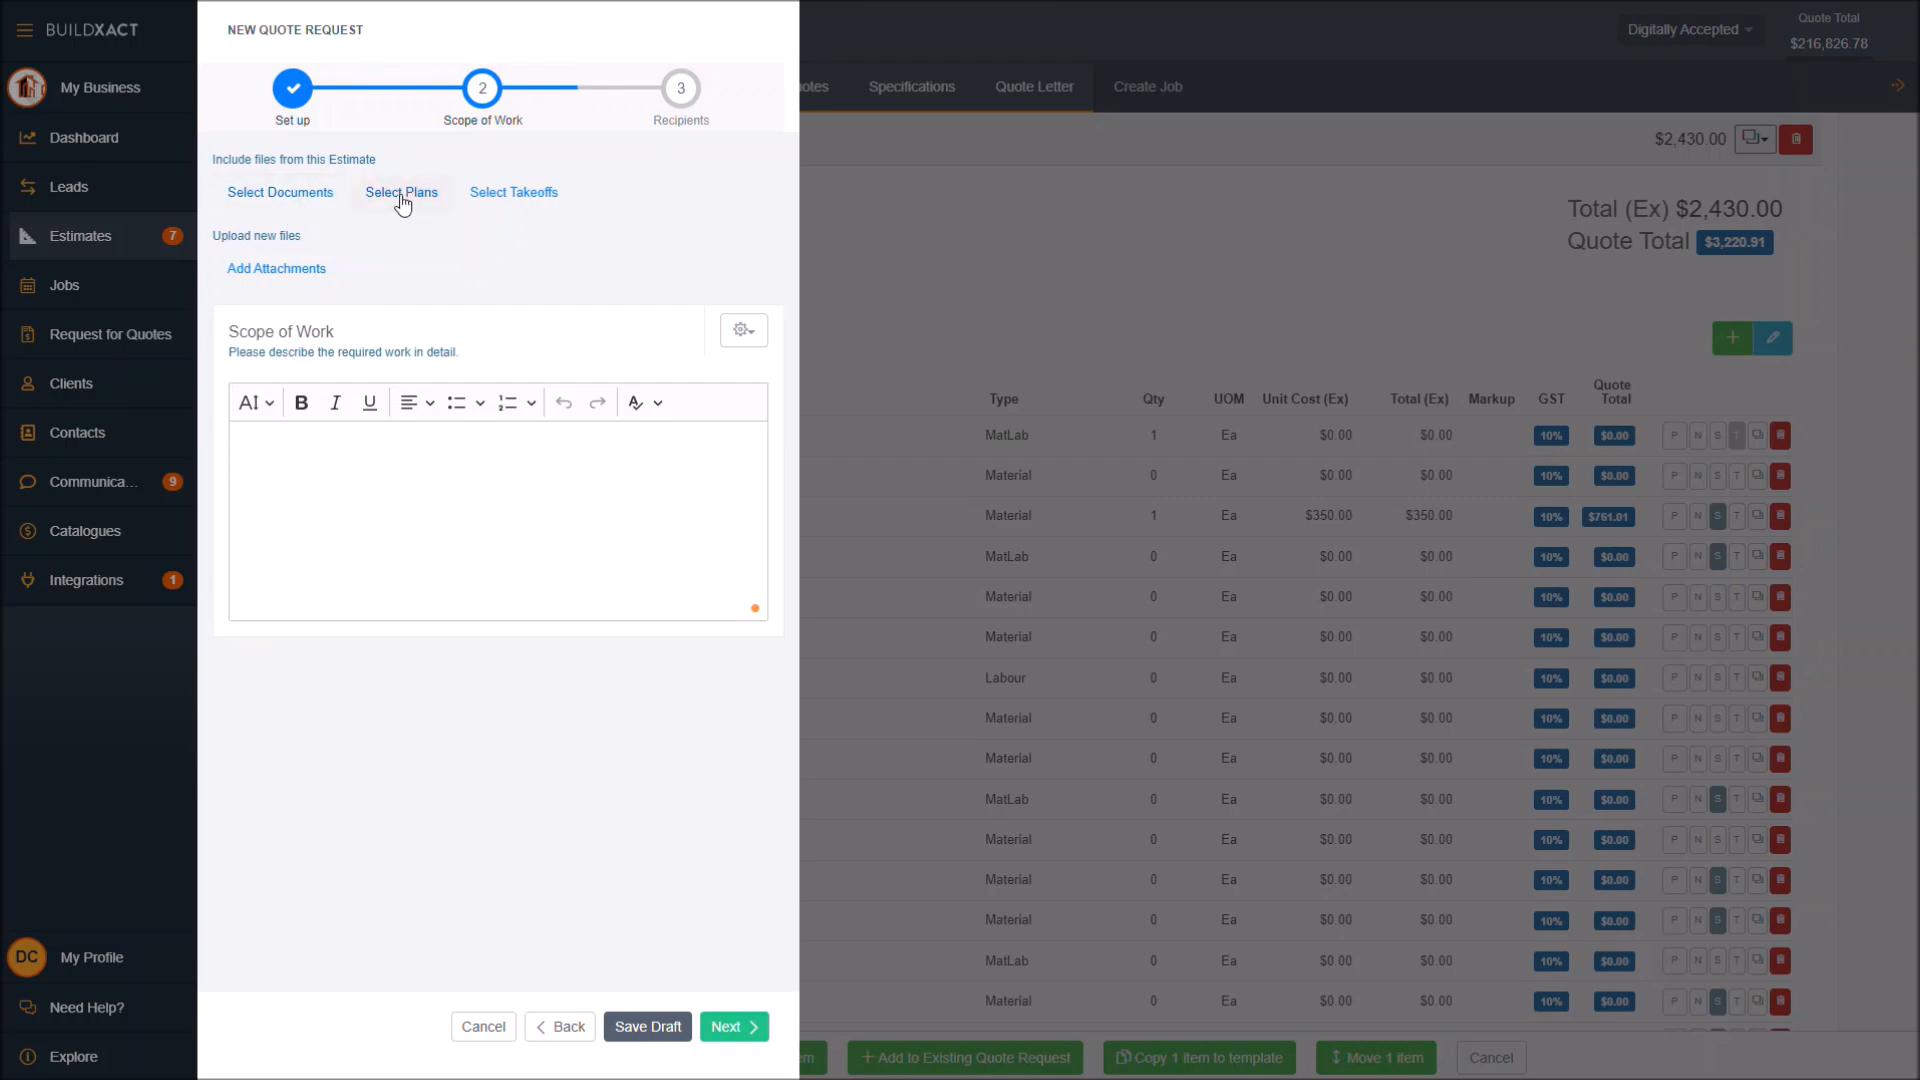 BUILDXACT
My Business
Dashboard
Leads
Estimates 7
Jobs
Request for Quotes
Clients
Contacts
Communica... 9
Catalogues
Integrations 1
DC My Profile
Need Help?
Explore
NEW QUOTE REQUEST
2
3
Set up
Scope of Work
Recipients
Include files from this Estimate
Select Documents
Select Plans
Select Takeoffs
Upload new files
Add Attachments
Scope of Work
Please describe the required work in detail.
Cancel
Back
Save Draft
Next
Digitally Accepted
Quote Total
$216,826.78
otes
Specifications
Quote Letter
Create Job
$2,430.00
Total (Ex) $2,430.00
Quote Total $3,220.91
Type Qty UOM Unit Cost (Ex) Total (Ex) Markup GST Quote Total
MatLab 1 Ea $0.00 $0.00 10% $0.00 P N S T
Material 0 Ea $0.00 $0.00 10% $0.00 P N S T
Material 1 Ea $350.00 $350.00 10% $761.01 P N S T
MatLab 0 Ea $0.00 $0.00 10% $0.00 P N S T
Material 0 Ea $0.00 $0.00 10% $0.00 P N S T
Material 0 Ea $0.00 $0.00 10% $0.00 P N S T
Labour 0 Ea $0.00 $0.00 10% $0.00 P N S T
Material 0 Ea $0.00 $0.00 10% $0.00 P N S T
Material 0 Ea $0.00 $0.00 10% $0.00 P N S T
MatLab 0 Ea $0.00 $0.00 10% $0.00 P N S T
Material 0 Ea $0.00 $0.00 10% $0.00 P N S T
Material 0 Ea $0.00 $0.00 10% $0.00 P N S T
Material 0 Ea $0.00 $0.00 10% $0.00 P N S T
MatLab 0 Ea $0.00 $0.00 10% $0.00 P N S T
Material 0 Ea $0.00 $0.00 10% $0.00 P N S T
em
+ Add to Existing Quote Request
Copy 1 item to template
Move 1 item
Cancel